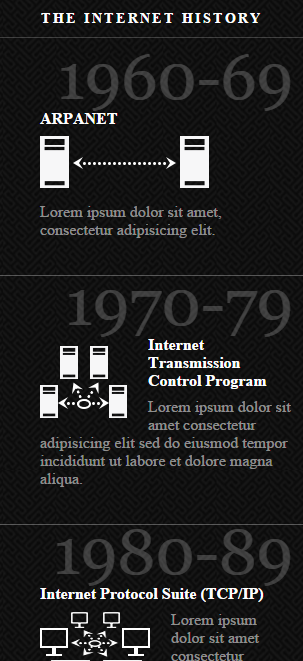 THE INTERNET HISTORY
1960-69
ARPANET
Lorem ipsum dolor sit amet,
consectetur adipisicing elit.
1970-79
Internet
Transmission
Control Program
Lorem ipsum dolor sit
amet consectetur
adipisicing elit sed do eiusmod tempor
incididunt ut labore et dolore magna
aliqua.
1980-89
Internet Protocol Suite (TCP/IP)
Lorem ipsum
dolor sit amet
consectetur